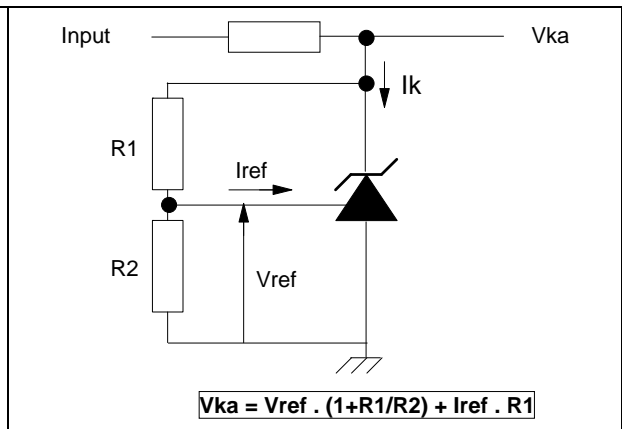 Input
Vka
Ik
R1
Iref
R2
Vref
Vka = Vref . (1+R1/R2) + Iref . R1